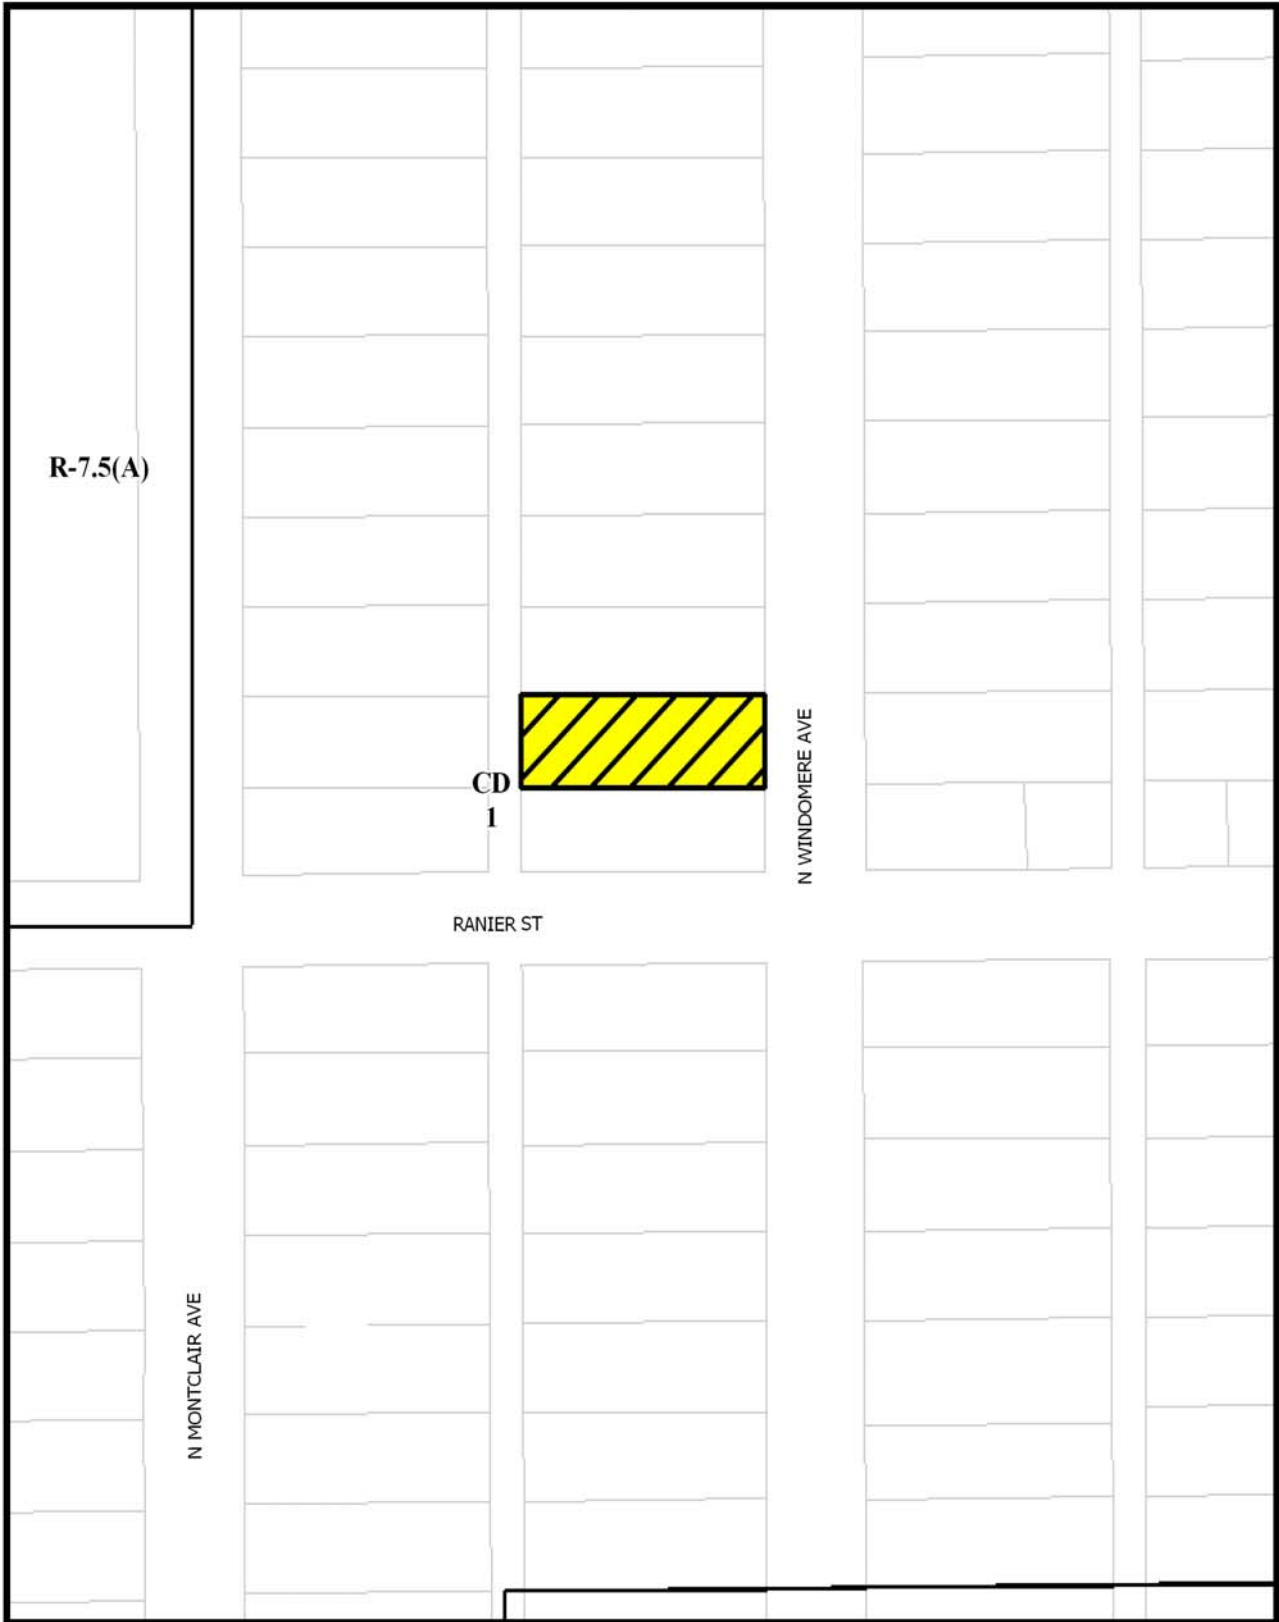 R-7.5(A)
CD
1
N WINDOMERE AVE
RANIER ST
N MONTCLAIR AVE